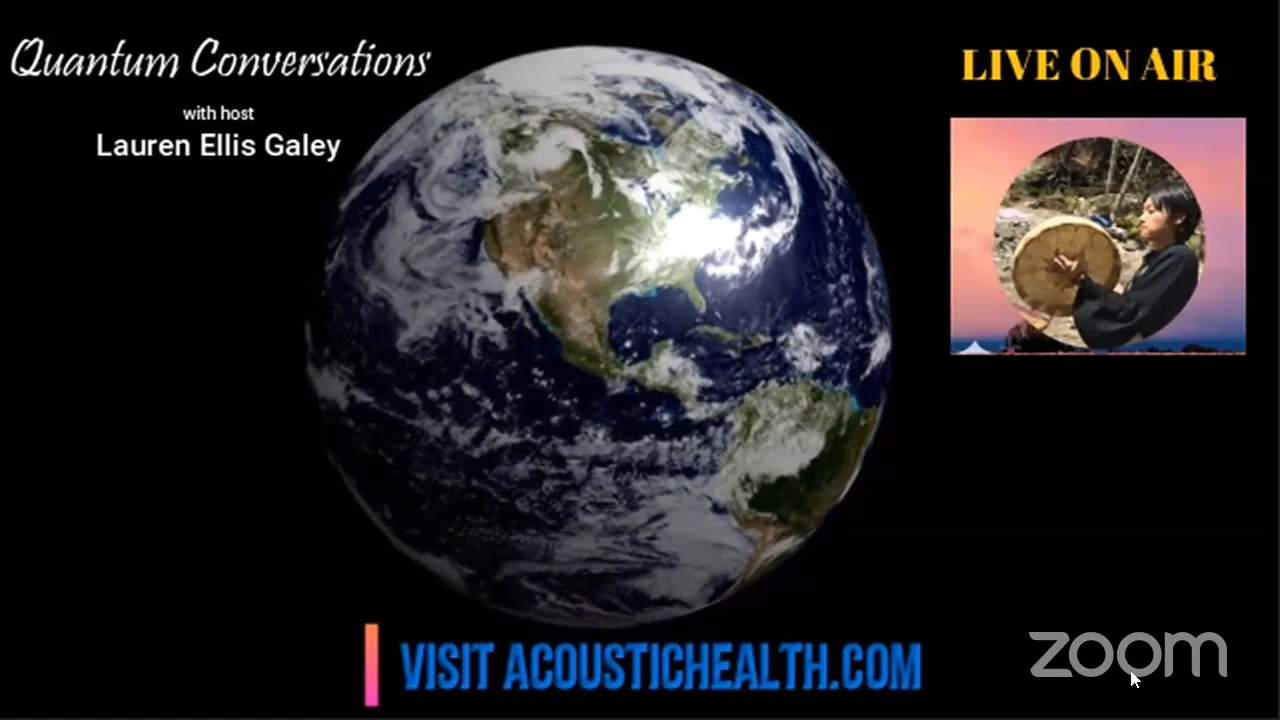 Quantum Conversations
with host
Lauren Ellis Galey
LIVE ON AIR
VISIT ACOUSTICHEALTH.COM
zoom